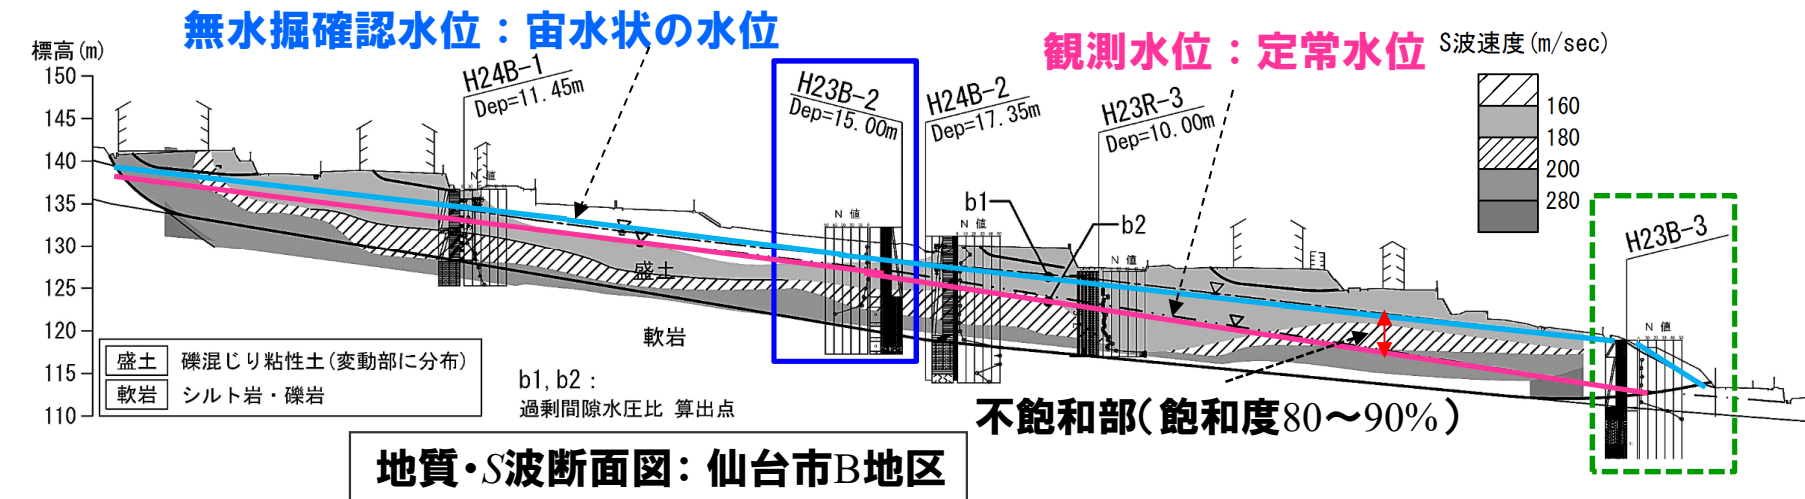 無水掘確認水位：宙水状の水位
観測水位：定常水位
S波速度(m/sec)
160
180
200
280
標高(m)
150
145
140
135
130
125
120
115
110
H24B-1
Dep=11.45m
H23B-2
Dep=15.00m
H24B-2
Dep=17.35m
H23R-3
Dep=10.00m
H23B-3
N 値
N 値
N 値
N 値
N 値
b1
b2
盛土
軟岩
盛土 礫混じり粘性土(変動部に分布)
軟岩 シルト岩・礫岩
b1, b2：
過剰間隙水圧比 算出点
不飽和部(飽和度80～90%)
地質・S波断面図：仙台市B地区